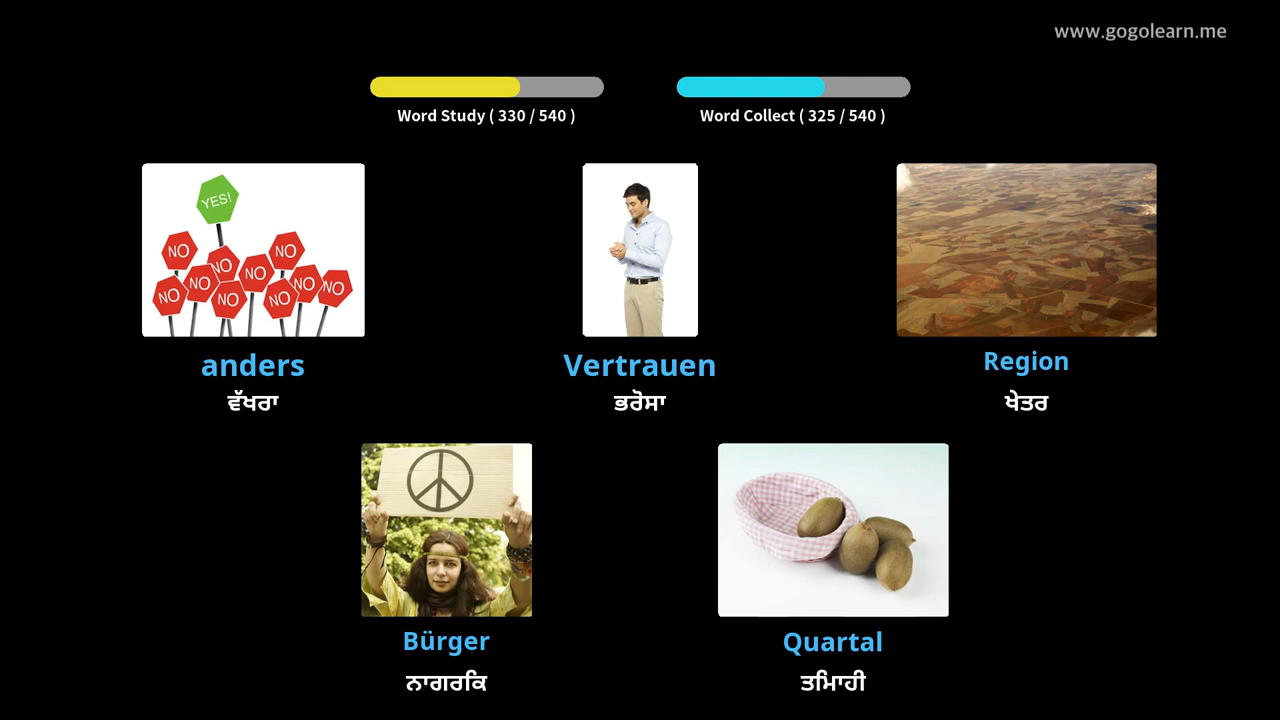 www.gogolearn.me
Word Study ( 330 / 540 )
Word Collect ( 325 / 540 )
YES!
NO
NO
NO
NO
NO
NO
NO
NO
NO
NO
anders
Vertrauen
Region
ਵੱਖਰਾ
ਭਰੋਸਾ
ਖੇਤਰ
Bürger
Quartal
ਨਾਗਰਕਿ
ਤਮਿਾਹੀ